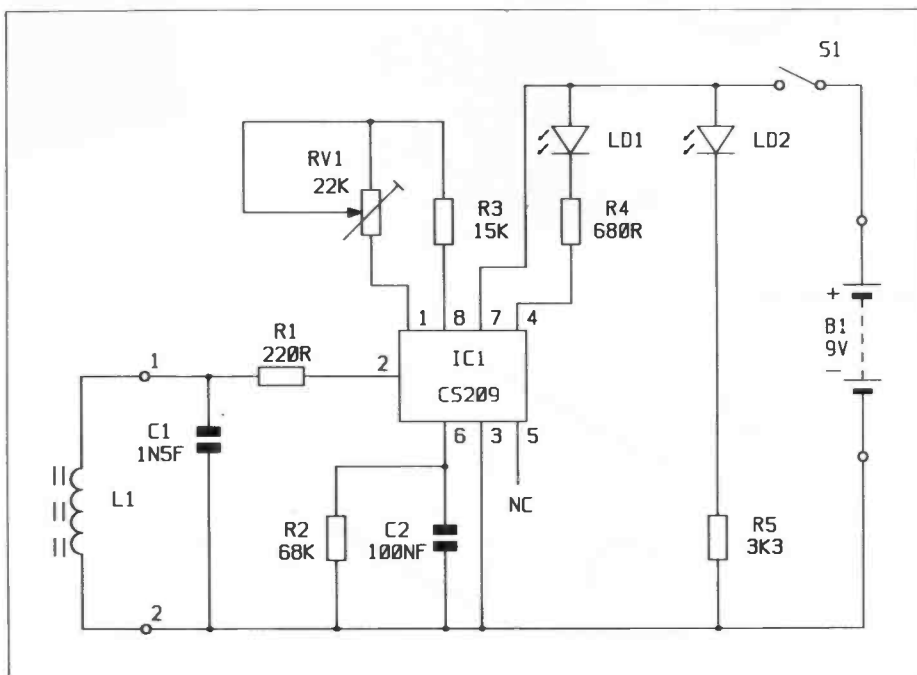 S1
LD1
LD2
RV1
22K
R3
15K
R4
680R
1 8 7 4
+
B1
9V
–
R1
220R
IC1
CS209
1
2
C1
1N5F
6 3 5
L1
NC
R2
68K
C2
100NF
R5
3K3
2